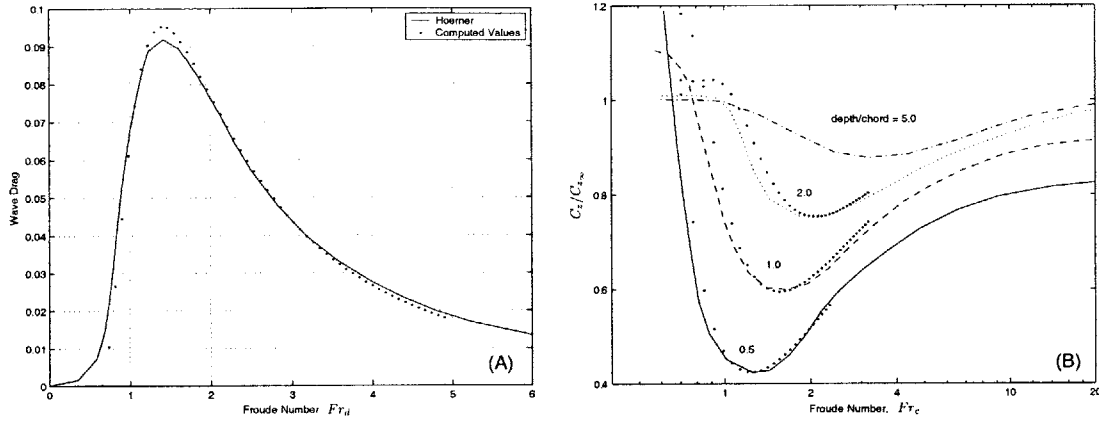 0.1
0.09
0.08
0.07
0.06
0.05
0.04
0.03
0.02
0.01
0
Wave Drag
Hoerner
Computed Values
(A)
0 1 2 3 4 5 6
Froude Number Fr_d
1.2
1
0.8
0.6
0.4
C_z/C_{z∞}
depth/chord = 5.0
2.0
1.0
0.5
(B)
1 2 4 10 20
Froude Number, Fr_c